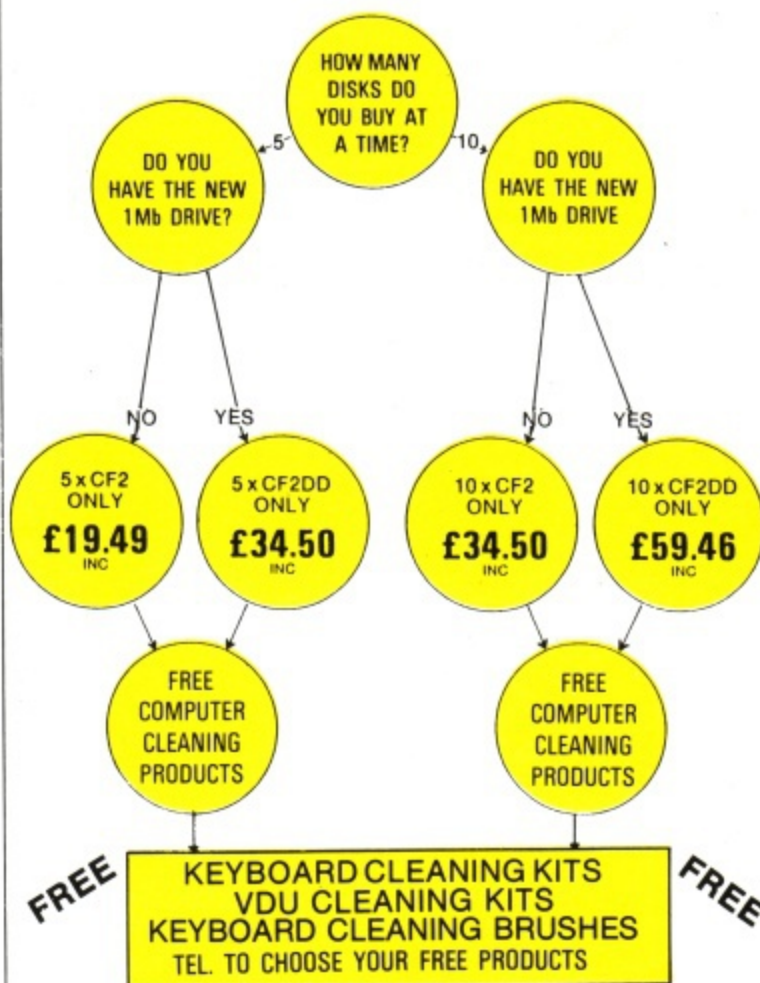 HOW MANY
DISKS DO
YOU BUY AT
A TIME?
5
10
DO YOU
HAVE THE NEW
1Mb DRIVE?
DO YOU
HAVE THE NEW
1Mb DRIVE
NO
YES
NO
YES
5 x CF2
ONLY
£19.49
INC
5 x CF2DD
ONLY
£34.50
INC
10 x CF2
ONLY
£34.50
INC
10 x CF2DD
ONLY
£59.46
INC
FREE
COMPUTER
CLEANING
PRODUCTS
FREE
COMPUTER
CLEANING
PRODUCTS
FREE
FREE
KEYBOARD CLEANING KITS
VDU CLEANING KITS
KEYBOARD CLEANING BRUSHES
TEL. TO CHOOSE YOUR FREE PRODUCTS